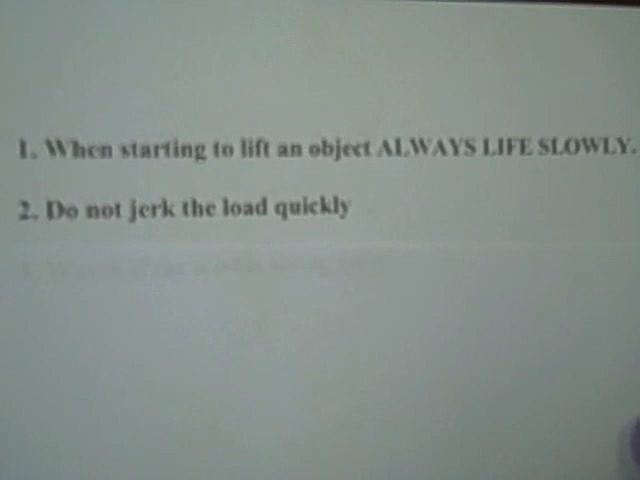 1. When starting to lift an object ALWAYS LIFE SLOWLY.
2. Do not jerk the load quickly